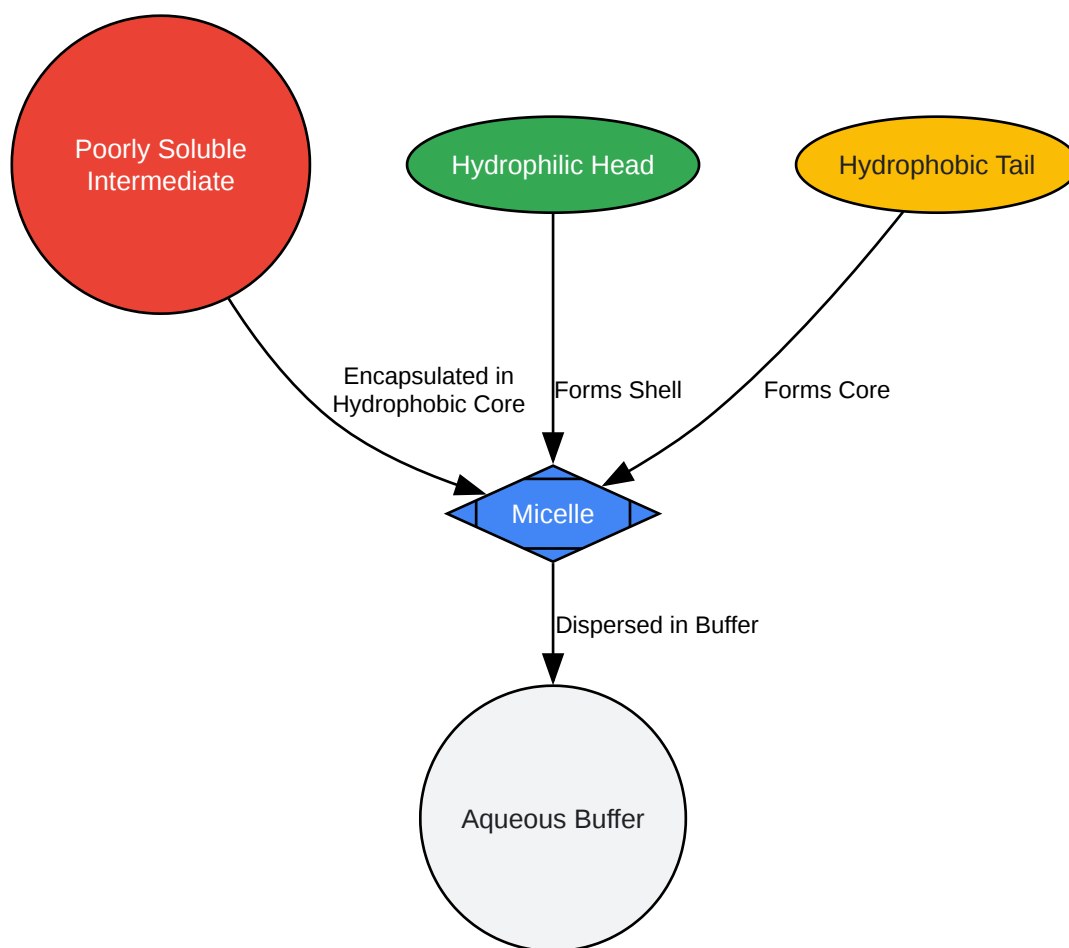 Poorly Soluble
Intermediate
Hydrophilic Head
Hydrophobic Tail
Encapsulated in
Hydrophobic Core
Forms Shell
Forms Core
Micelle
Dispersed in Buffer
Aqueous Buffer